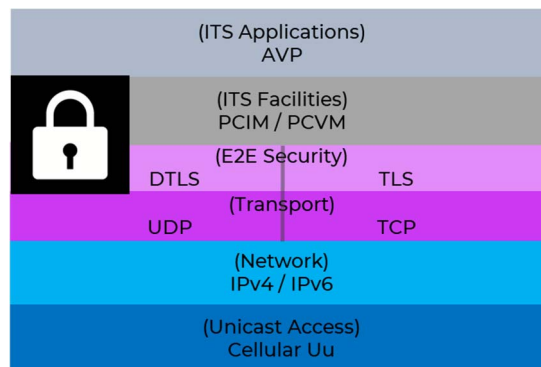 (ITS Applications)
AVP
(ITS Facilities)
PCIM / PCVM
(E2E Security)
DTLS TLS
(Transport)
UDP TCP
(Network)
IPv4 / IPv6
(Unicast Access)
Cellular Uu